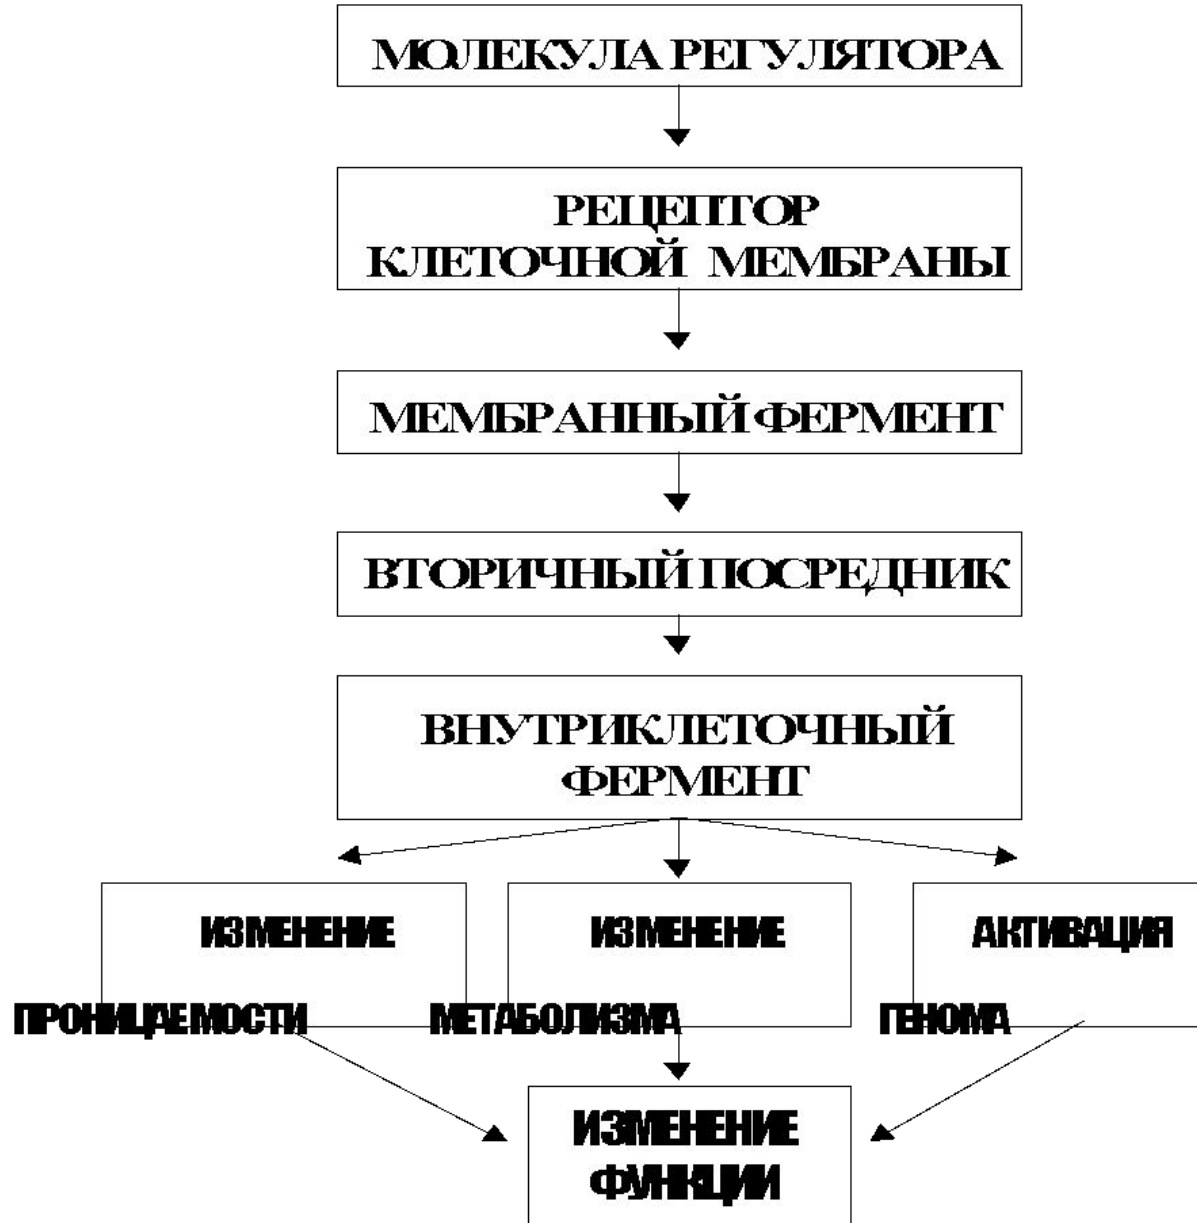 МОЛЕКУЛА РЕГУЛЯТОРА
РЕЦЕПТОР
КЛЕТОЧНОЙ МЕМБРАНЫ
МЕМБРАННЫЙ ФЕРМЕНТ
ВТОРИЧНЫЙ ПОСРЕДНИК
ВНУТРИКЛЕТОЧНЫЙ
ФЕРМЕНТ
ИЗМЕНЕНИЕ
ПРОНИЦАЕМОСТИ
ИЗМЕНЕНИЕ
МЕТАБОЛИЗМА
АКТИВАЦИЯ
ГЕНОМА
ИЗМЕНЕНИЕ
ФУНКЦИИ